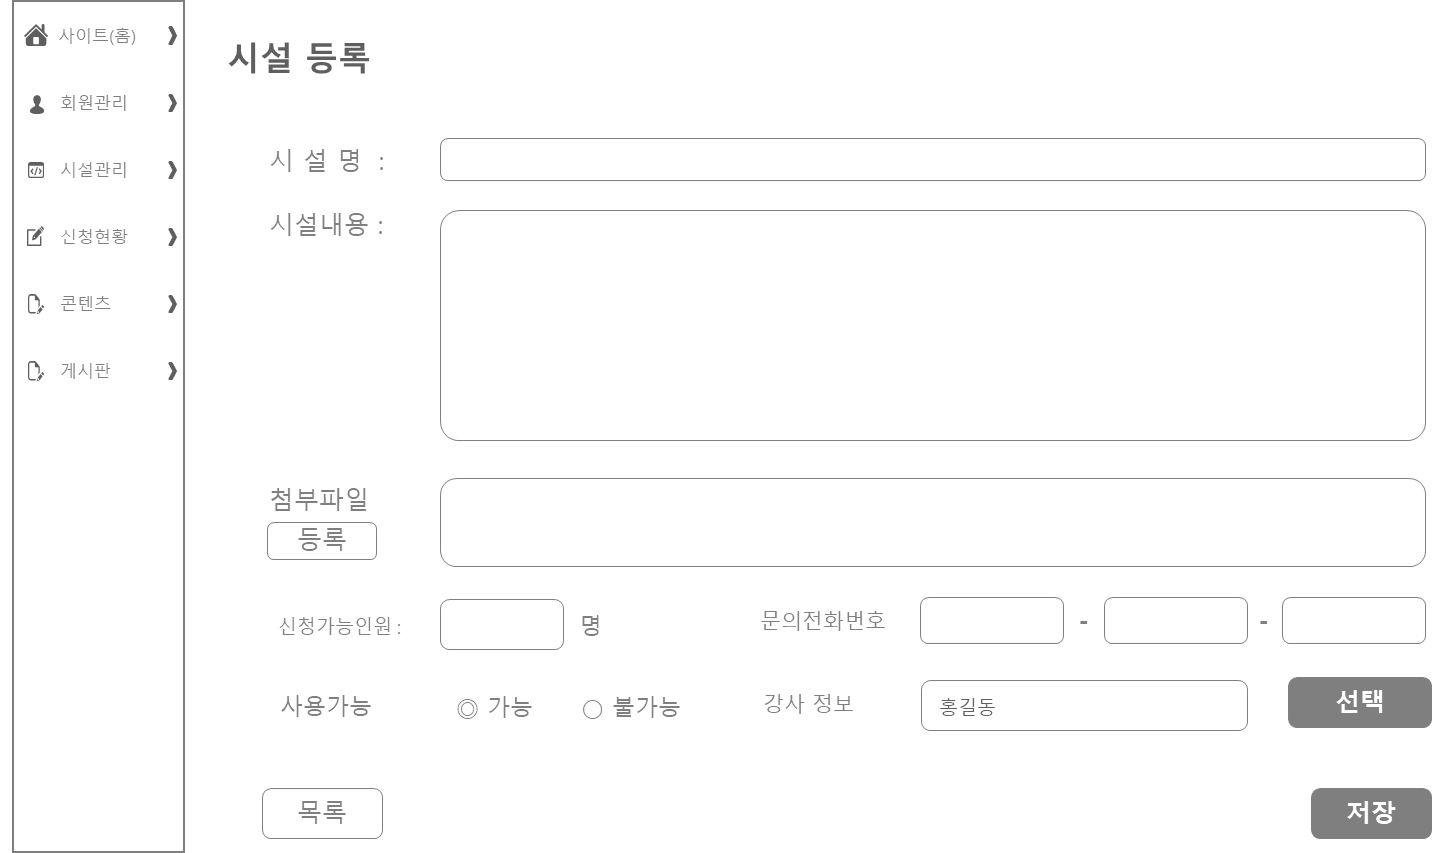 사이트(홈)
회원관리
시설관리
신청현황
콘텐츠
게시판
시설 등록
시 설 명 :
시설내용 :
첨부파일
등록
신청가능인원 : 명
문의전화번호 - -
사용가능 ◎ 가능 ○ 불가능
강사 정보 홍길동 선택
목록 저장